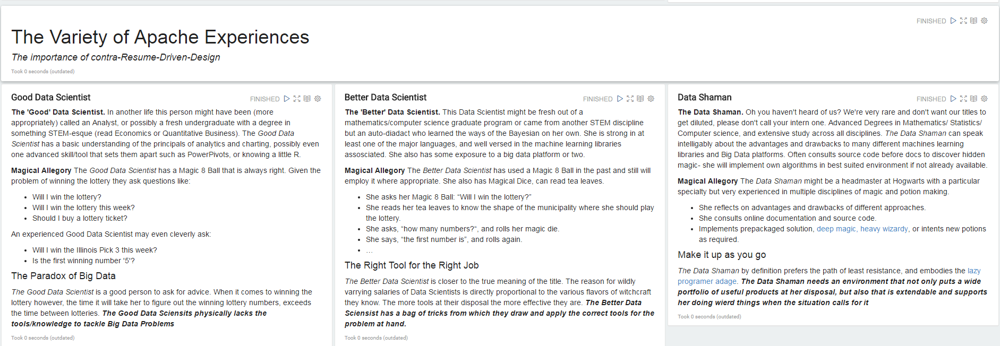 FINISHED
The Variety of Apache Experiences
The importance of contra-Resume-Driven-Design
Took 0 seconds (outdated)
Good Data Scientist
FINISHED
The 'Good' Data Scientist. In another life this person might have been (more
appropriately) called an Analyst, or possibly a fresh undergraduate with a degree in
something STEM-esque (read Economics or Quantitative Business). The Good Data
Scientist has a basic understanding of the principals of analytics and charting, possibly even
one advanced skill/tool that sets them apart such as PowerPivots, or knowing a little R.
Magical Allegory The Good Data Scientist has a Magic 8 Ball that is always right. Given the
problem of winning the lottery they ask questions like:
• Will I win the lottery?
• Will I win the lottery this week?
• Should I buy a lottery ticket?
An experienced Good Data Scientist may even cleverly ask:
• Will I win the Illinois Pick 3 this week?
• Is the first winning number '5'?
The Paradox of Big Data
The Good Data Scientist is a good person to ask for advice. When it comes to winning the
lottery however, the time it will take her to figure out the winning lottery numbers, exceeds
the time between lotteries. The Good Data Sciensits physically lacks the
tools/knowledge to tackle Big Data Problems
Took 0 seconds (outdated)
Better Data Scientist
FINISHED
The 'Better' Data Scientist. This Data Scientist might be fresh out of a
mathematics/computer science graduate program or came from another STEM discipline
but an auto-diadact who learned the ways of the Bayesian on her own. She is strong in at
least one of the major languages, and well versed in the machine learning libraries
assosciated. She also has some exposure to a big data platform or two.
Magical Allegory The Better Data Scientist has used a Magic 8 Ball in the past and still will
employ it where appropriate. She also has Magical Dice, can read tea leaves.
• She asks her Magic 8 Ball: “Will I win the lottery?”
• She reads her tea leaves to know the shape of the municipality where she should play
the lottery.
• She asks, “how many numbers?“, and rolls her magic die.
• She says, “the first number is”, and rolls again.
• …
The Right Tool for the Right Job
The Better Data Scientist is closer to the true meaning of the title. The reason for wildly
varrying salaries of Data Scientists is directly proportional to the various flavors of witchcraft
they know. The more tools at their disposal the more effective they are. The Better Data
Sciensist has a bag of tricks from which they draw and apply the correct tools for the
problem at hand.
Took 0 seconds (outdated)
Data Shaman
FINISHED
The Data Shaman. Oh you haven't heard of us? We're very rare and don't want our titles to
get diluted, please don't call your intern one. Advanced Degrees in Mathematics/ Statistics/
Computer science, and extensive study across all disciplines. The Data Shaman can speak
intelligably about the advantages and drawbacks to many different machines learning
libraries and Big Data platforms. Often consults source code before docs to discover hidden
magic- she will implement own algorithms in best suited environment if not already available.
Magical Allegory The Data Shaman might be a headmaster at Hogwarts with a particular
specialty but very experienced in multiple disciplines of magic and potion making.
• She reflects on advantages and drawbacks of different approaches.
• She consults online documentation and source code.
• Implements prepackaged solution, deep magic, heavy wizardy, or intents new potions
as required.
Make it up as you go
The Data Shaman by definition prefers the path of least resistance, and embodies the lazy
programer adage. The Data Shaman needs an environment that not only puts a wide
portfolio of useful products at her disposal, but also that is extendable and supports
her doing wierd things when the situation calls for it
Took 0 seconds (outdated)